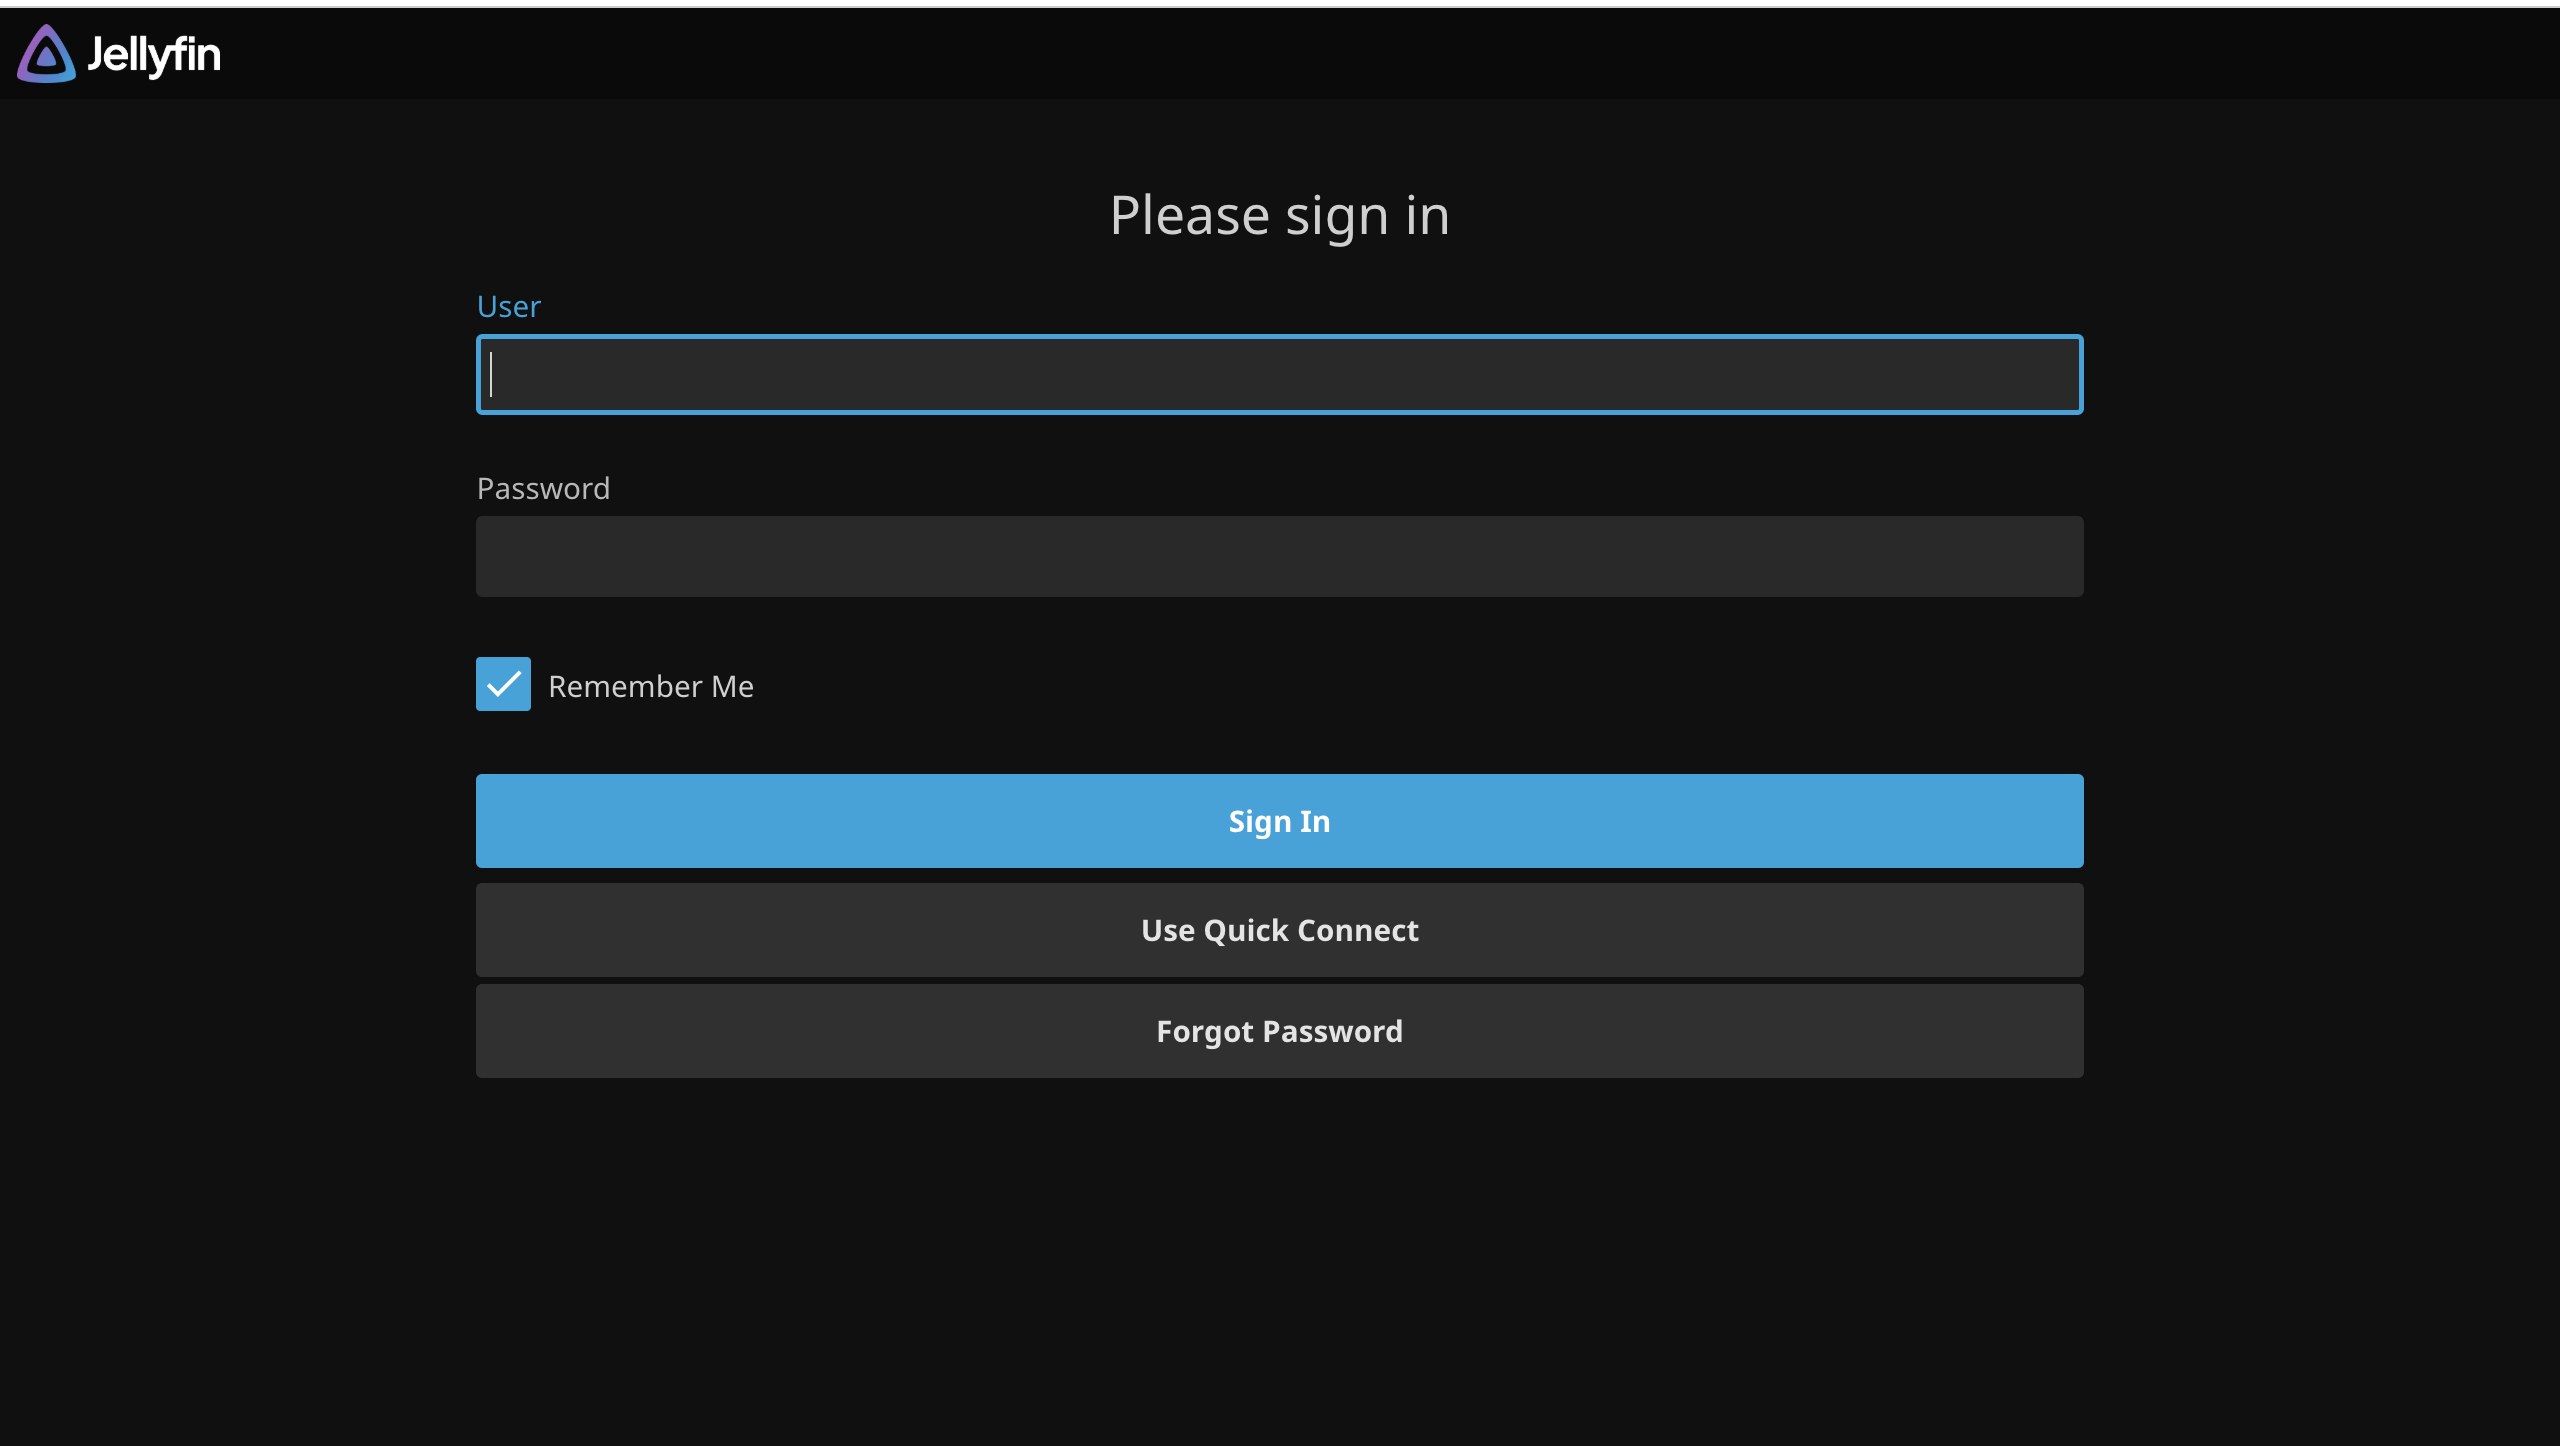 Jellyfin
Please sign in
User
Password
Remember Me
Sign In
Use Quick Connect
Forgot Password